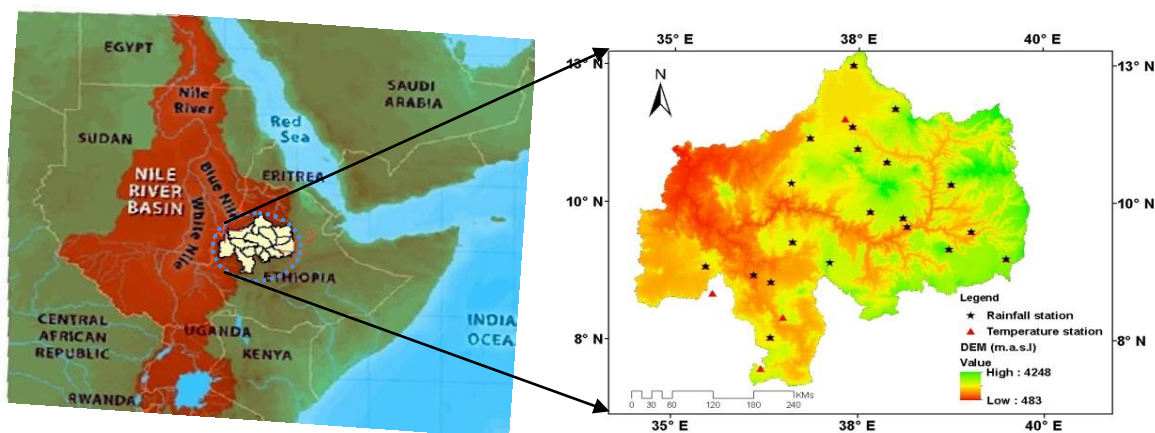 EGYPT
Nile
River
SAUDI
ARABIA
Red
Sea
SUDAN
ERITREA
NILE
RIVER
BASIN
Blue Nile
White Nile
2
ETHIOPIA
CENTRAL
AFRICAN
REPUBLIC
UGANDA
KENYA
INDIA
OCEA
RWANDA
35° E 38° E 40° E
13° N 13° N
N
10° N 10° N
8° N 8° N
Legend
Rainfall station
Temperature station
DEM (m.a.s.l)
Value
High : 4248
Low : 483
KMs
0 15 30 60 120 180 240
35° E 38° E 40° E